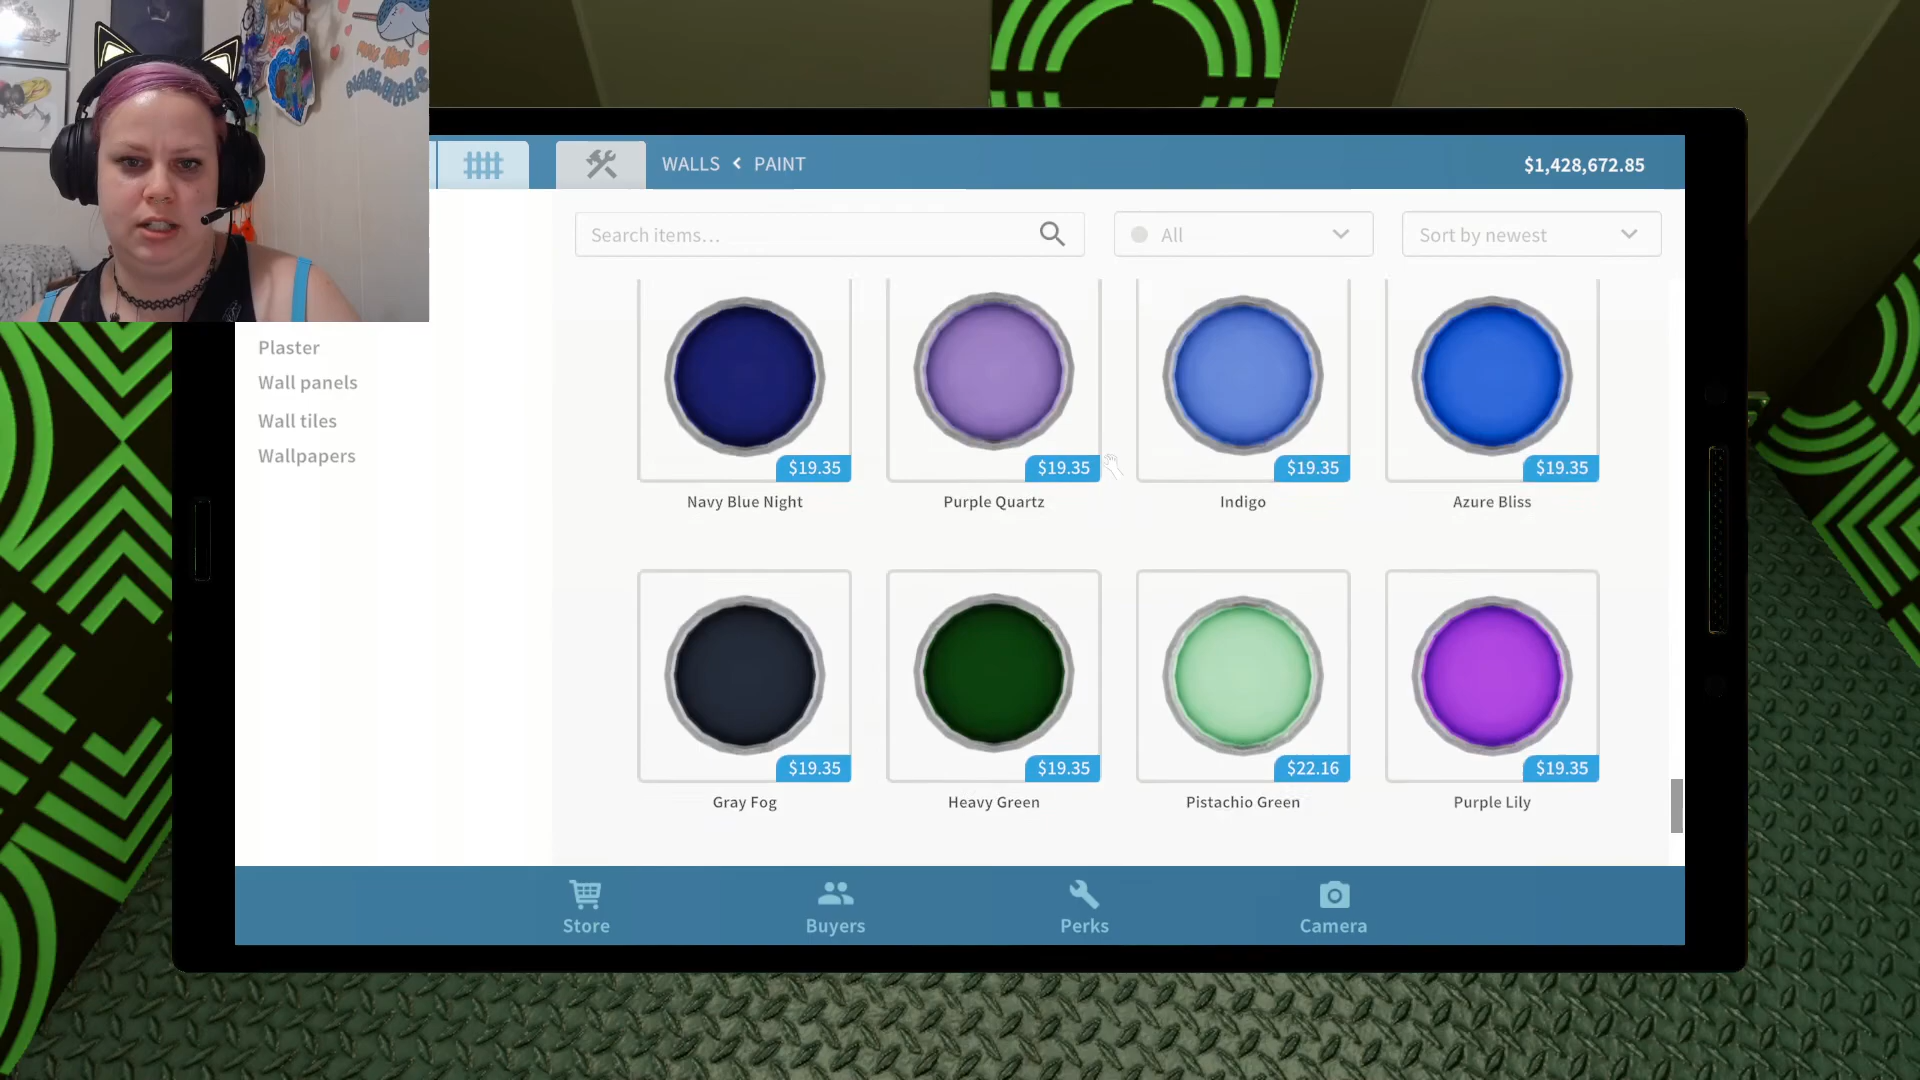 WALLS < PAINT
$1,428,672.85
Search items...
All
Sort by newest
Plaster
Wall panels
Wall tiles
Wallpapers
$19.35
$19.35
$19.35
$19.35
Navy Blue Night
Purple Quartz
Indigo
Azure Bliss
$19.35
$19.35
$22.16
$19.35
Gray Fog
Heavy Green
Pistachio Green
Purple Lily
Store
Buyers
Perks
Camera